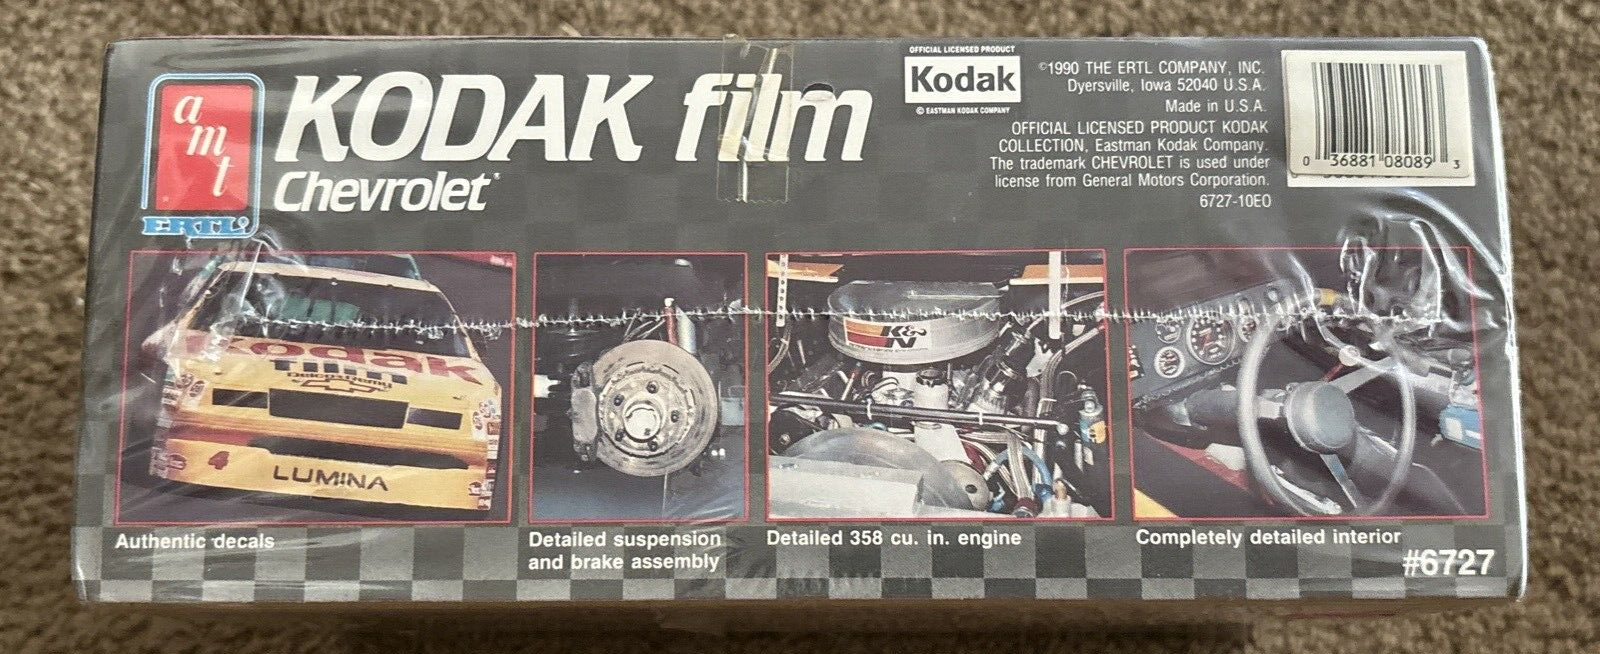 amt
ERTL®
KODAK film
Chevrolet®
OFFICIAL LICENSED PRODUCT
Kodak
© EASTMAN KODAK COMPANY
©1990 THE ERTL COMPANY, INC.
Dyersville, Iowa 52040 U.S.A.
Made in U.S.A.
OFFICIAL LICENSED PRODUCT KODAK
COLLECTION, Eastman Kodak Company.
The trademark CHEVROLET is used under
license from General Motors Corporation.
6727-10EO
0 36881 08089 3
Kodak
film
4
LUMINA
K&N
Authentic decals
Detailed suspension
and brake assembly
Detailed 358 cu. in. engine
Completely detailed interior
#6727